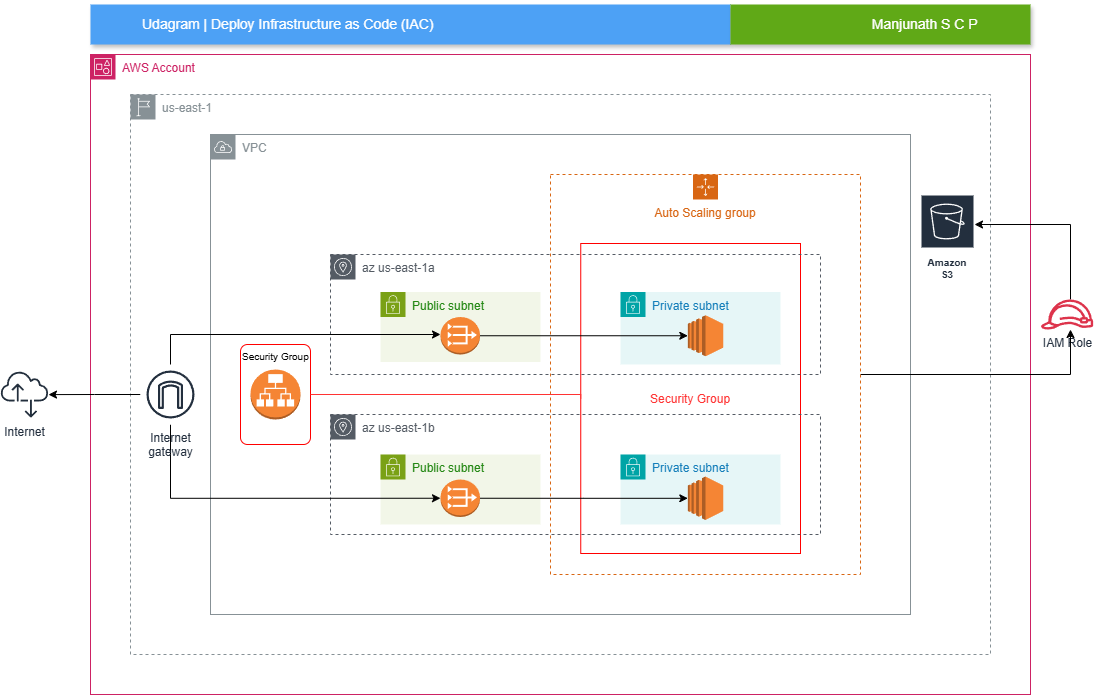 Udagram | Deploy Infrastructure as Code (IAC)
Manjunath S C P
AWS Account
us-east-1
VPC
Auto Scaling group
Amazon
S3
az us-east-1a
Public subnet
Private subnet
Security Group
IAM Role
Internet
Internet
gateway
Security Group
az us-east-1b
Public subnet
Private subnet